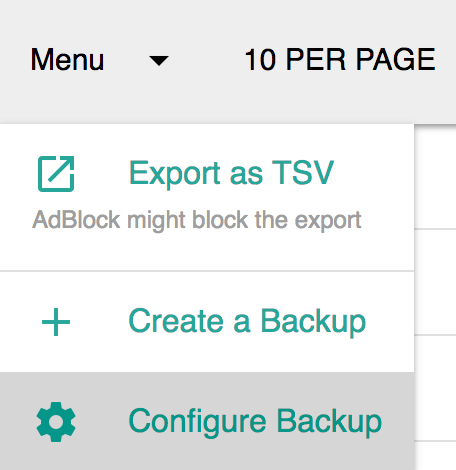 Menu 10 PER PAGE
Export as TSV
AdBlock might block the export
Create a Backup
Configure Backup